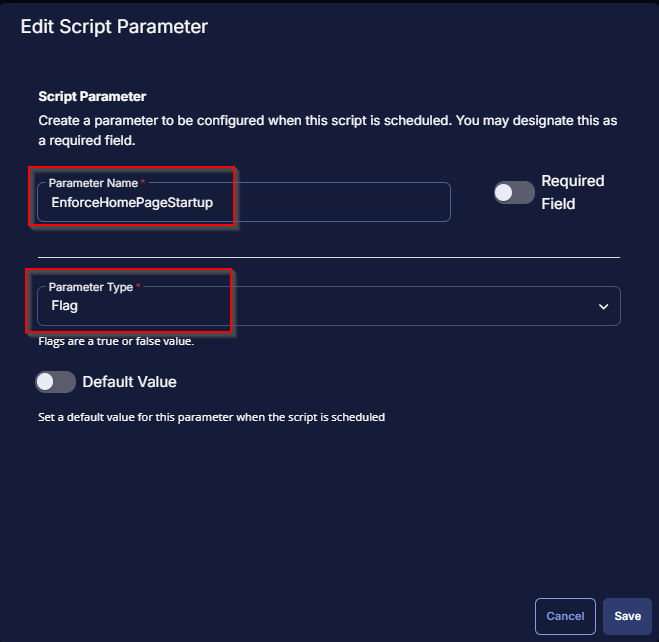 Edit Script Parameter
Script Parameter
Create a parameter to be configured when this script is scheduled. You may designate this as
a required field.
Parameter Name *
EnforceHomePageStartup
Required
Field
Parameter Type *
Flag
Flags are a true or false value.
Default Value
Set a default value for this parameter when the script is scheduled
Cancel
Save